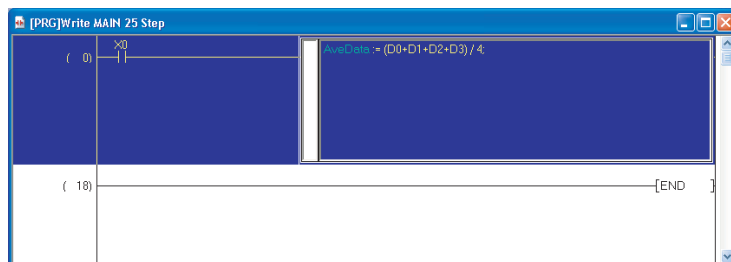 [PRG]Write MAIN 25 Step
X0
( 0)
AveData := (D0+D1+D2+D3) / 4;
( 18)
[END ]